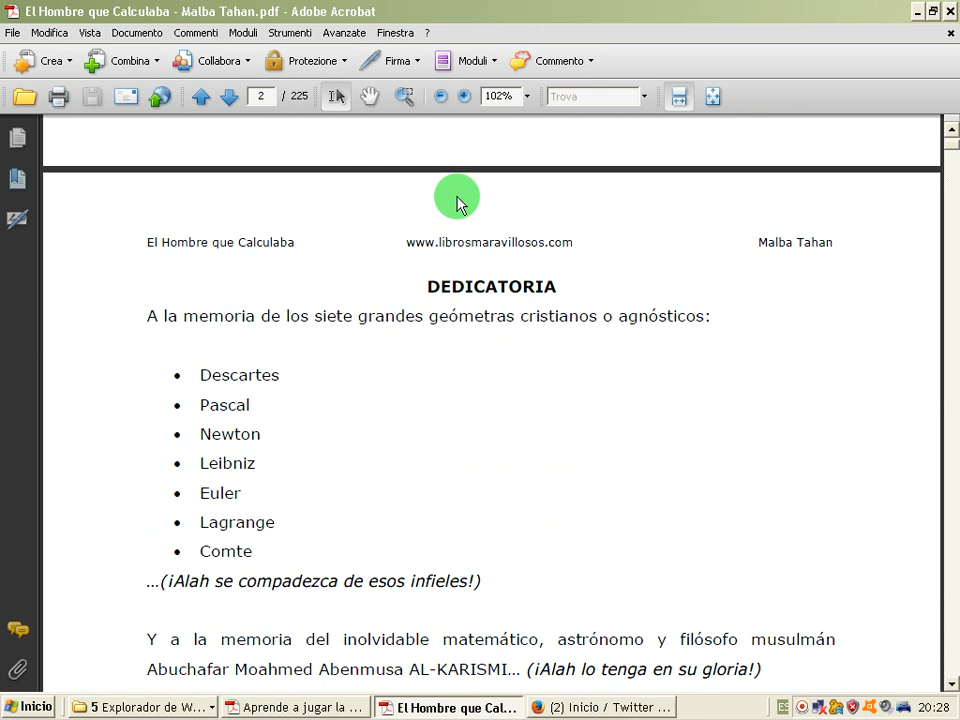 El Hombre que Calculaba - Malba Tahan.pdf - Adobe Acrobat
File Modifica Vista Documento Commenti Moduli Strumenti Avanzate Finestra ?
Crea Combina Collabora Protezione Firma Moduli Commento
2 / 225 102% Trova
El Hombre que Calculaba www.librosmaravillosos.com Malba Tahan
DEDICATORIA
A la memoria de los siete grandes geómetras cristianos o agnósticos:
• Descartes
• Pascal
• Newton
• Leibniz
• Euler
• Lagrange
• Comte
…(¡Alah se compadezca de esos infieles!)
Y a la memoria del inolvidable matemático, astrónomo y filósofo musulmán
Abuchafar Moahmed Abenmusa AL-KARISMI… (¡Alah lo tenga en su gloria!)
Inicio 5 Explorador de W... Aprende a jugar la ... El Hombre que Cal... (2) Inicio / Twitter ... ES 20:28